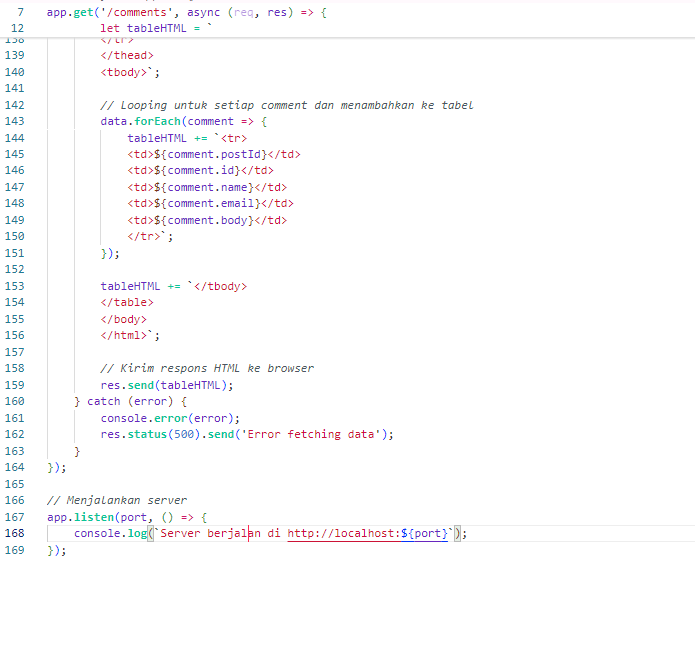 7 app.get('/comments', async (req, res) => {
12 let tableHTML = `
138 </tr>
139 </thead>
140 <tbody>`;
141
142 // Looping untuk setiap comment dan menambahkan ke tabel
143 data.forEach(comment => {
144 tableHTML += `<tr>
145 <td>${comment.postId}</td>
146 <td>${comment.id}</td>
147 <td>${comment.name}</td>
148 <td>${comment.email}</td>
149 <td>${comment.body}</td>
150 </tr>`;
151 });
152
153 tableHTML += `</tbody>
154 </table>
155 </body>
156 </html>`;
157
158 // Kirim respons HTML ke browser
159 res.send(tableHTML);
160 } catch (error) {
161 console.error(error);
162 res.status(500).send('Error fetching data');
163 }
164 });
165
166 // Menjalankan server
167 app.listen(port, () => {
168 console.log(`Server berjalan di http://localhost:${port}`);
169 });